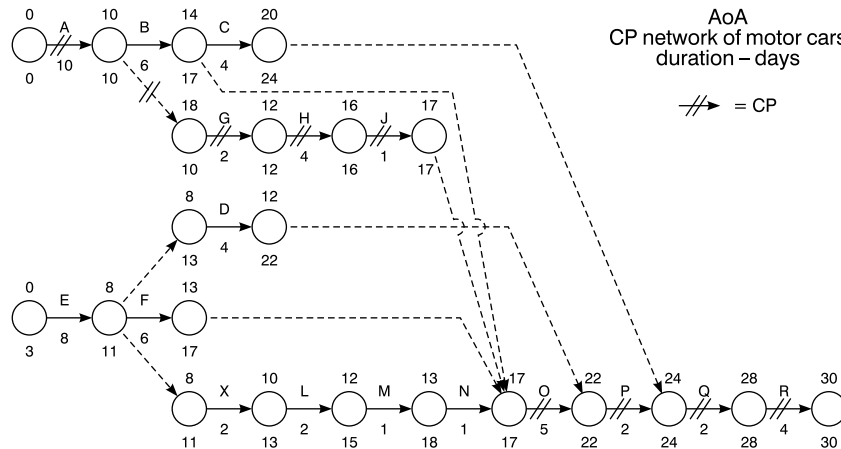 AoA
CP network of motor cars
duration – days
= CP
0 10 14 20
A B C
10 6 4
0 10 17 24
18 12 16 17
G H J
2 4 1
10 12 16 17
8 12
D
4
13 22
0 8 13
E F
8 6
3 11 17
8 10 12 13 17 22 24 28 30
X L M N O P Q R
2 2 1 1 5 2 2 4
11 13 15 18 17 22 24 28 30